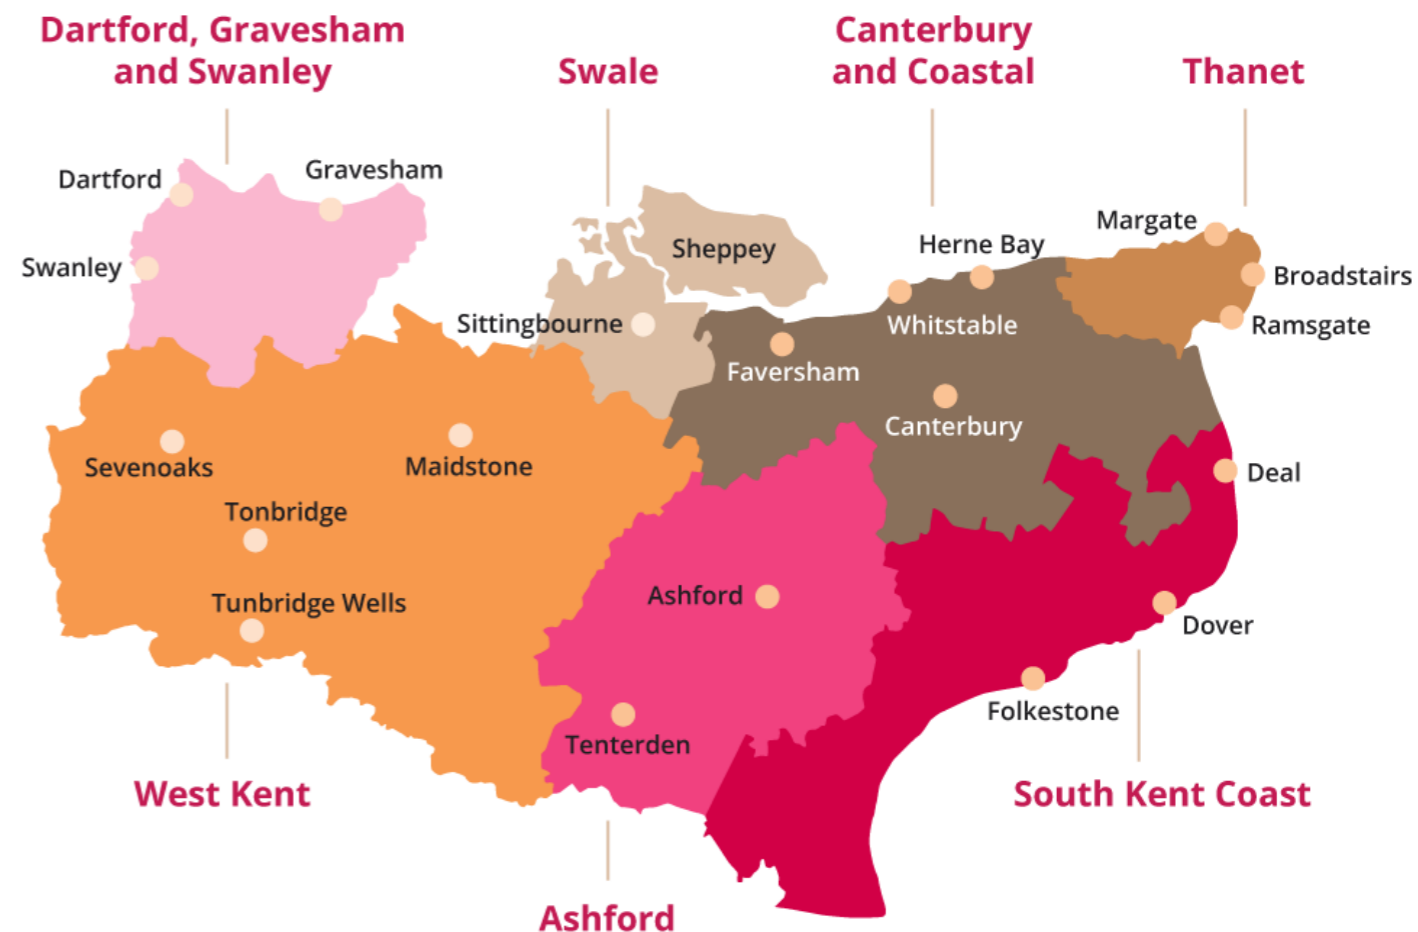 Dartford, Gravesham
and Swanley
Swale
Canterbury
and Coastal
Thanet
Dartford
Gravesham
Swanley
Sheppey
Sittingbourne
Herne Bay
Margate
Broadstairs
Ramsgate
Whitstable
Faversham
Canterbury
Sevenoaks
Maidstone
Tonbridge
Tunbridge Wells
Deal
Ashford
Dover
Folkestone
Tenterden
West Kent
South Kent Coast
Ashford